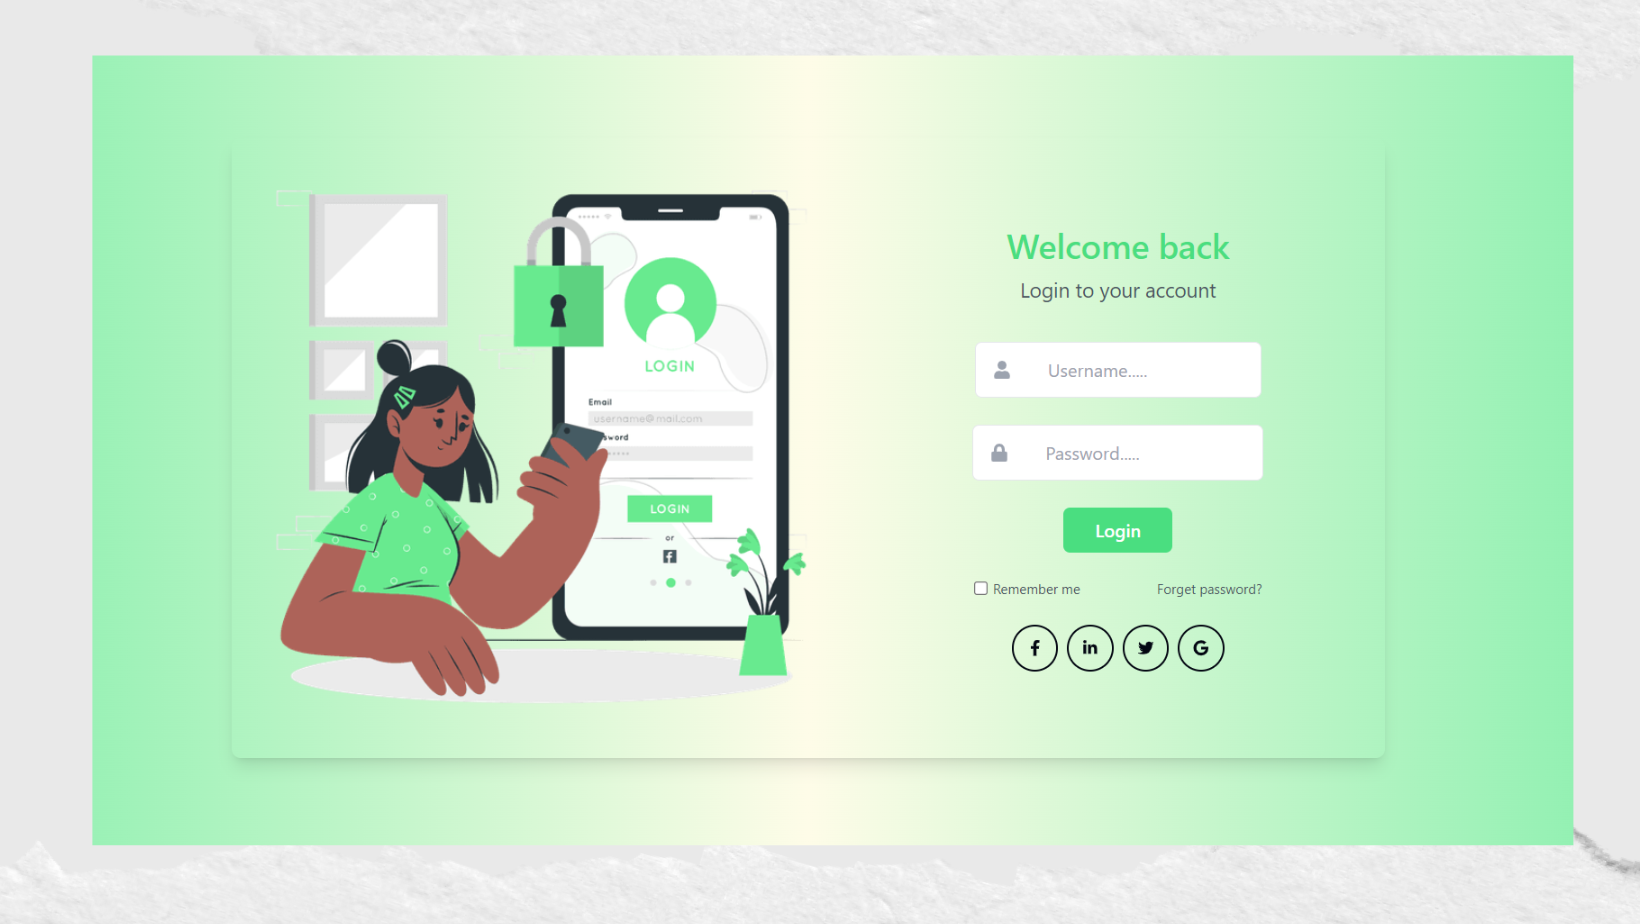 LOGIN
Email
username@mail.com
sword
LOGIN
or
Welcome back
Login to your account
Username.....
Password.....
Login
Remember me
Forget password?